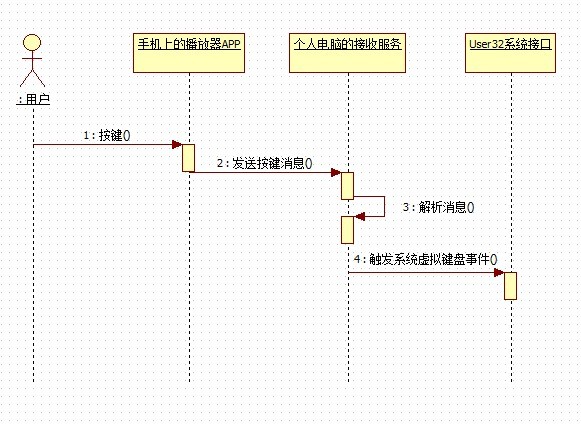 手机上的播放器APP
个人电脑的接收服务
User32系统接口
: 用户
1 : 按键()
2 : 发送按键消息()
3 : 解析消息()
4 : 触发系统虚拟键盘事件()